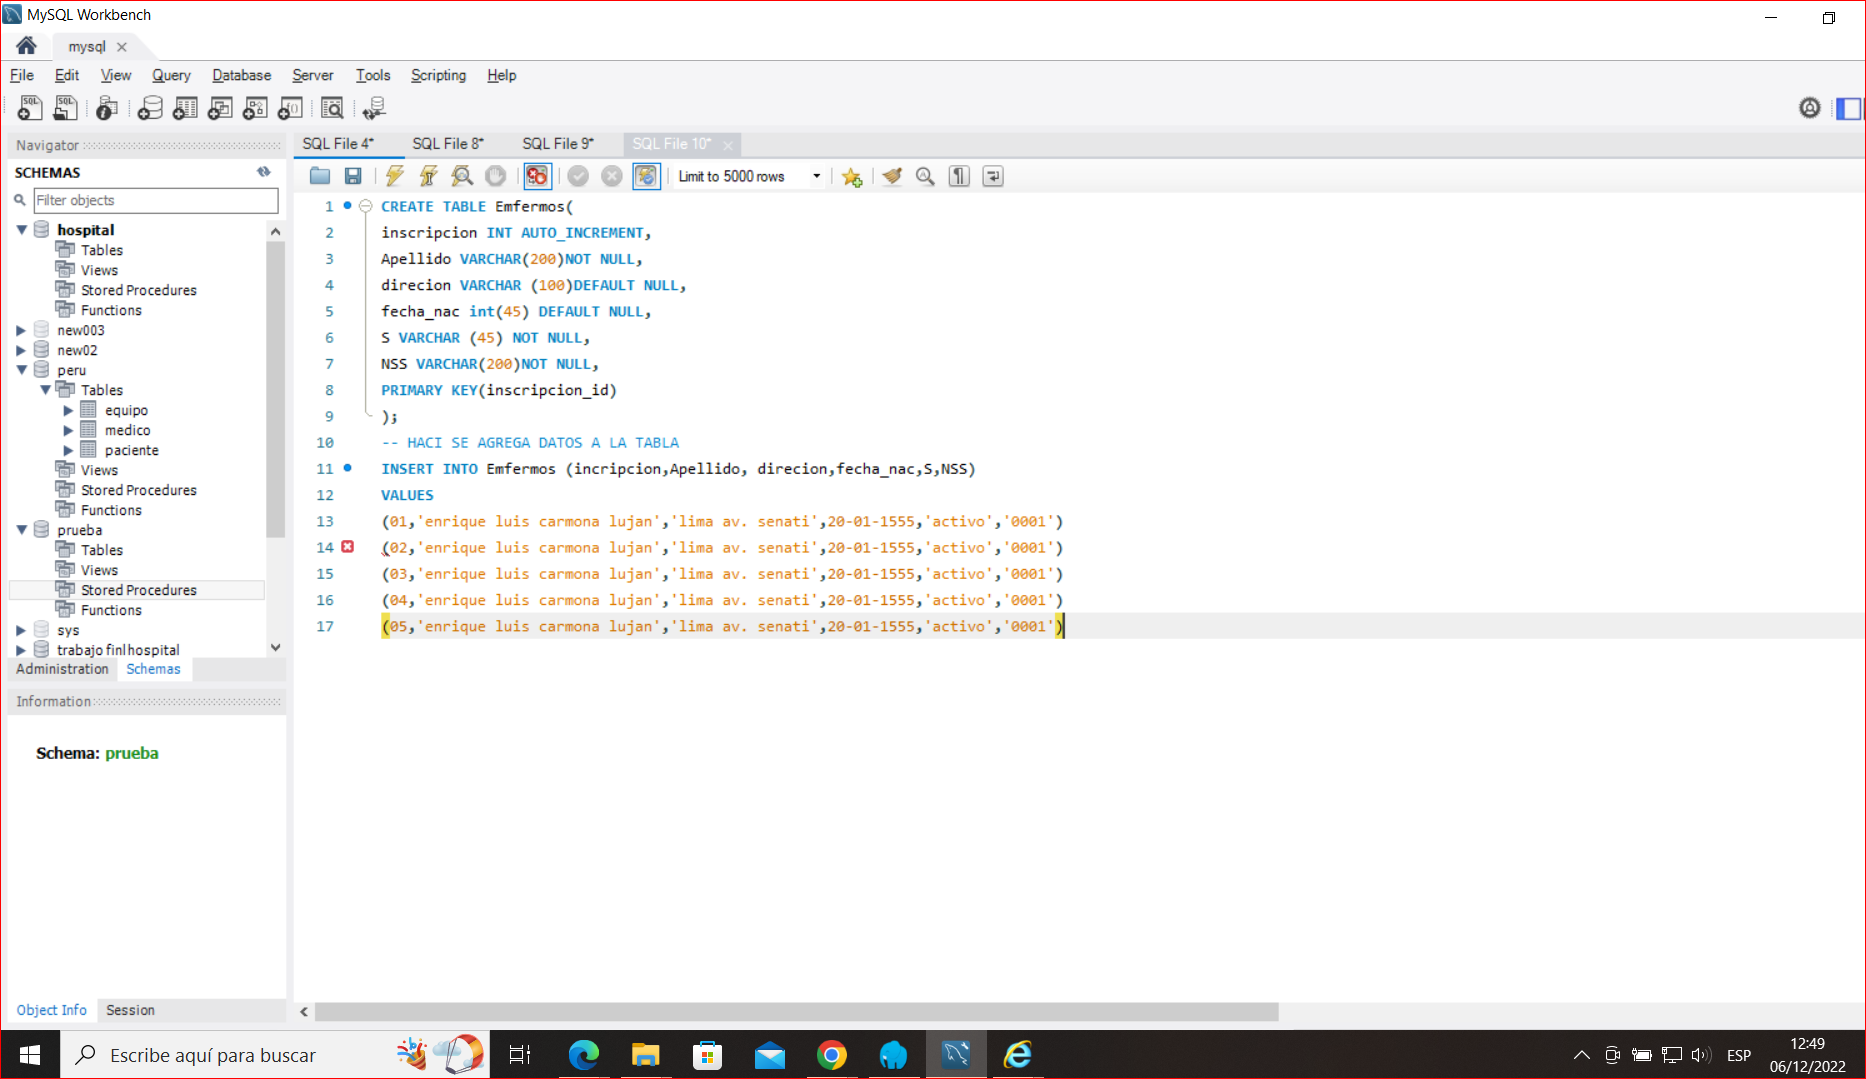 MySQL Workbench
mysql
File Edit View Query Database Server Tools Scripting Help
Navigator
SCHEMAS
Filter objects
hospital
Tables
Views
Stored Procedures
Functions
new003
new02
peru
Tables
equipo
medico
paciente
Views
Stored Procedures
Functions
prueba
Tables
Views
Stored Procedures
Functions
sys
trabajo finlhospital
Administration Schemas
Information
Schema: prueba
Object Info Session
SQL File 4* SQL File 8* SQL File 9* SQL File 10*
Limit to 5000 rows
1 CREATE TABLE Emfermos(
2 inscripcion INT AUTO_INCREMENT,
3 Apellido VARCHAR(200)NOT NULL,
4 direcion VARCHAR (100)DEFAULT NULL,
5 fecha_nac int(45) DEFAULT NULL,
6 S VARCHAR (45) NOT NULL,
7 NSS VARCHAR(200)NOT NULL,
8 PRIMARY KEY(inscripcion_id)
9 );
10 -- HACI SE AGREGA DATOS A LA TABLA
11 INSERT INTO Emfermos (incripcion,Apellido, direcion,fecha_nac,S,NSS)
12 VALUES
13 (01,'enrique luis carmona lujan','lima av. senati',20-01-1555,'activo','0001')
14 (02,'enrique luis carmona lujan','lima av. senati',20-01-1555,'activo','0001')
15 (03,'enrique luis carmona lujan','lima av. senati',20-01-1555,'activo','0001')
16 (04,'enrique luis carmona lujan','lima av. senati',20-01-1555,'activo','0001')
17 (05,'enrique luis carmona lujan','lima av. senati',20-01-1555,'activo','0001')
Escribe aquí para buscar
ESP
12:49
06/12/2022